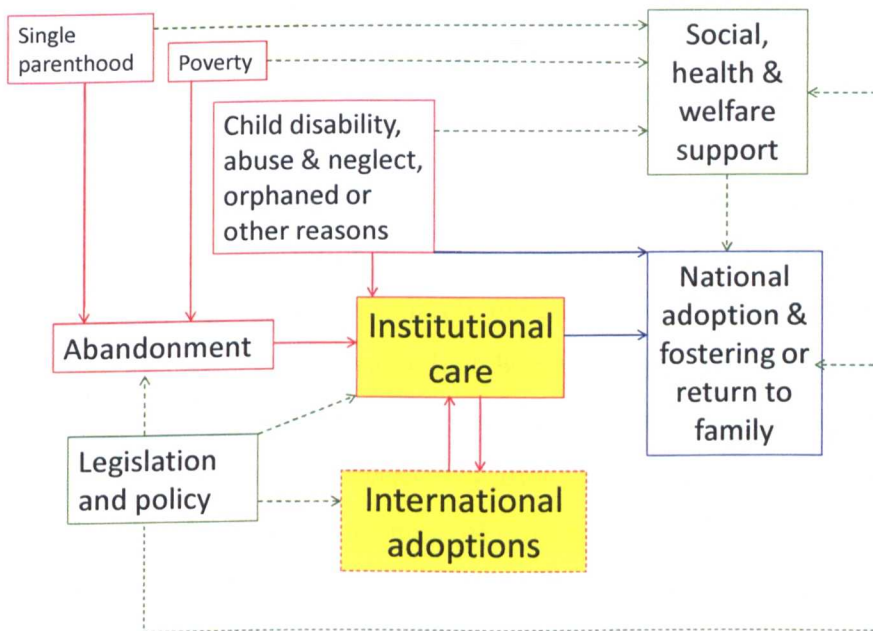 Single
parenthood
Poverty
Social,
health &
welfare
support
Child disability,
abuse & neglect,
orphaned or
other reasons
National
adoption &
fostering or
return to
family
Institutional
care
Abandonment
Legislation
and policy
International
adoptions